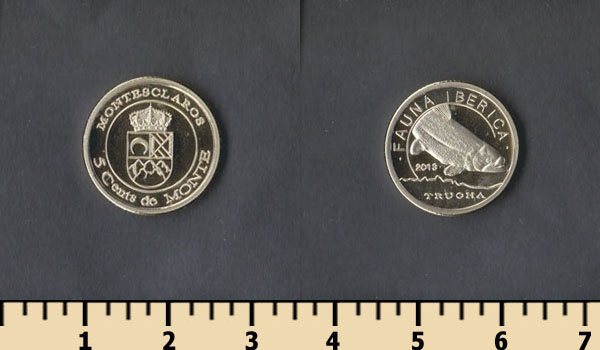 MONTESCLAROS
5 Cents de MONTE
FAUNA IBERICA
2013
TRUCHA
1 2 3 4 5 6 7